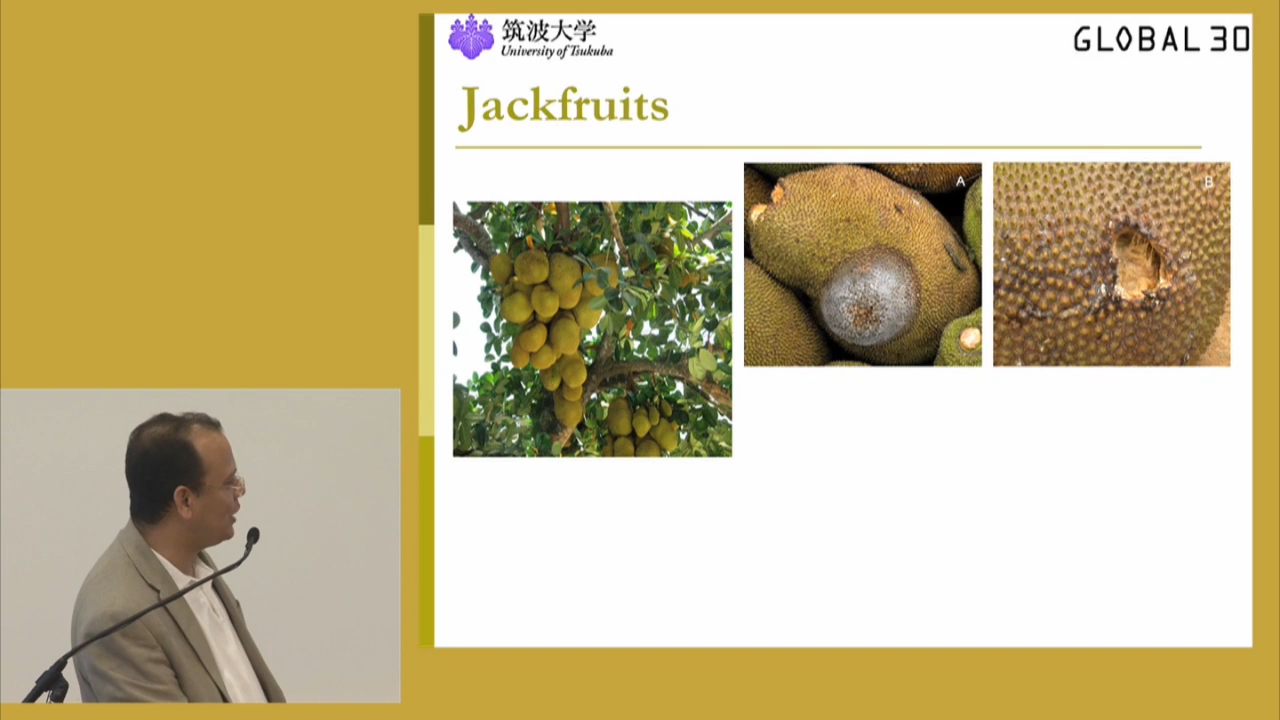 筑波大学
University of Tsukuba
GLOBAL 30
Jackfruits
A
B